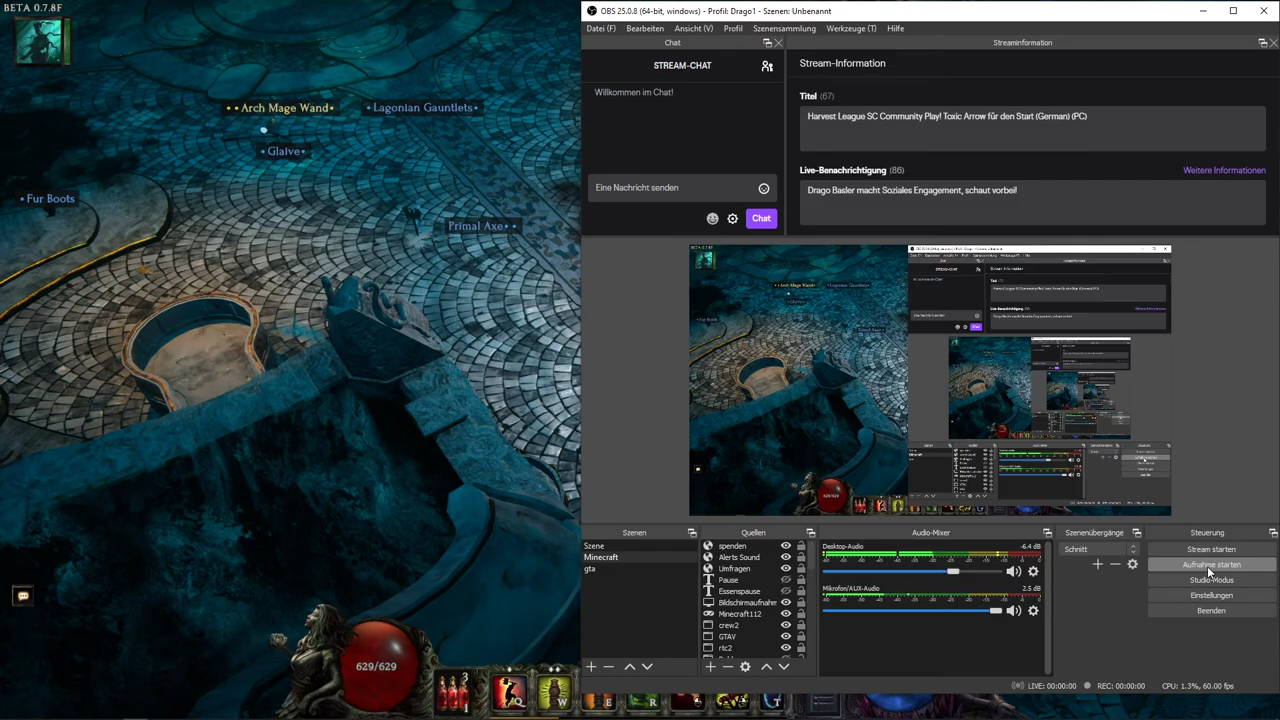 BETA 0.7.8F
• • Arch Mage Wand •
• Lagonian Gauntlets •
• Glaive •
• Fur Boots
Primal Axe • •
629/629
3
1
Q
W
E
R
T
OBS 25.0.8 (64-bit, windows) - Profil: Drago1 - Szenen: Unbenannt
Datei (F) Bearbeiten Ansicht (V) Profil Szenensammlung Werkzeuge (T) Hilfe
Chat
STREAM-CHAT
Willkommen im Chat!
Eine Nachricht senden
Chat
Streaminformation
Stream-Information
Titel (67)
Harvest League SC Community Play! Toxic Arrow für den Start (German) (PC)
Live-Benachrichtigung (86) Weitere Informationen
Drago Basler macht Soziales Engagement, schaut vorbei!
Szenen
Szene
Minecraft
gta
Quellen
spenden
Alerts Sound
Umfragen
Pause
Essenspause
Bildschirmaufnahm
Minecraft112
crew2
GTAV
rtc2
Audio-Mixer
Desktop-Audio -6.4 dB
Mikrofon/AUX-Audio 2.5 dB
Szenenübergänge
Schnitt
Steuerung
Stream starten
Aufnahme starten
Studio-Modus
Einstellungen
Beenden
LIVE: 00:00:00 REC: 00:00:00 CPU: 1.3%, 60.00 fps